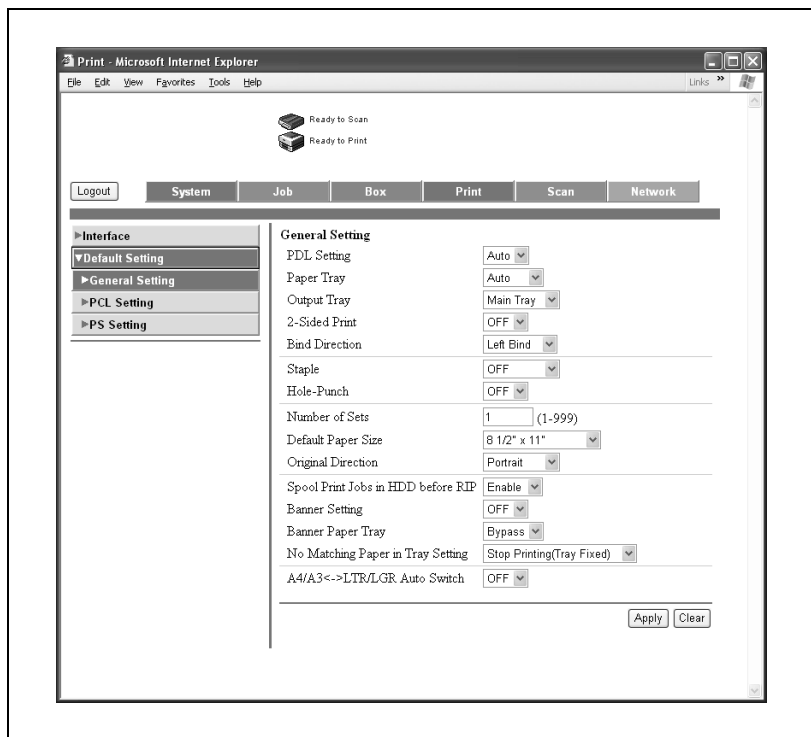 Print - Microsoft Internet Explorer
File Edit View Favorites Tools Help Links »
Ready to Scan
Ready to Print
Logout System Job Box Print Scan Network
Interface
Default Setting
General Setting
PCL Setting
PS Setting
General Setting
PDL Setting Auto
Paper Tray Auto
Output Tray Main Tray
2-Sided Print OFF
Bind Direction Left Bind
Staple OFF
Hole-Punch OFF
Number of Sets 1 (1-999)
Default Paper Size 8 1/2" x 11"
Original Direction Portrait
Spool Print Jobs in HDD before RIP Enable
Banner Setting OFF
Banner Paper Tray Bypass
No Matching Paper in Tray Setting Stop Printing(Tray Fixed)
A4/A3<->LTR/LGR Auto Switch OFF
Apply Clear